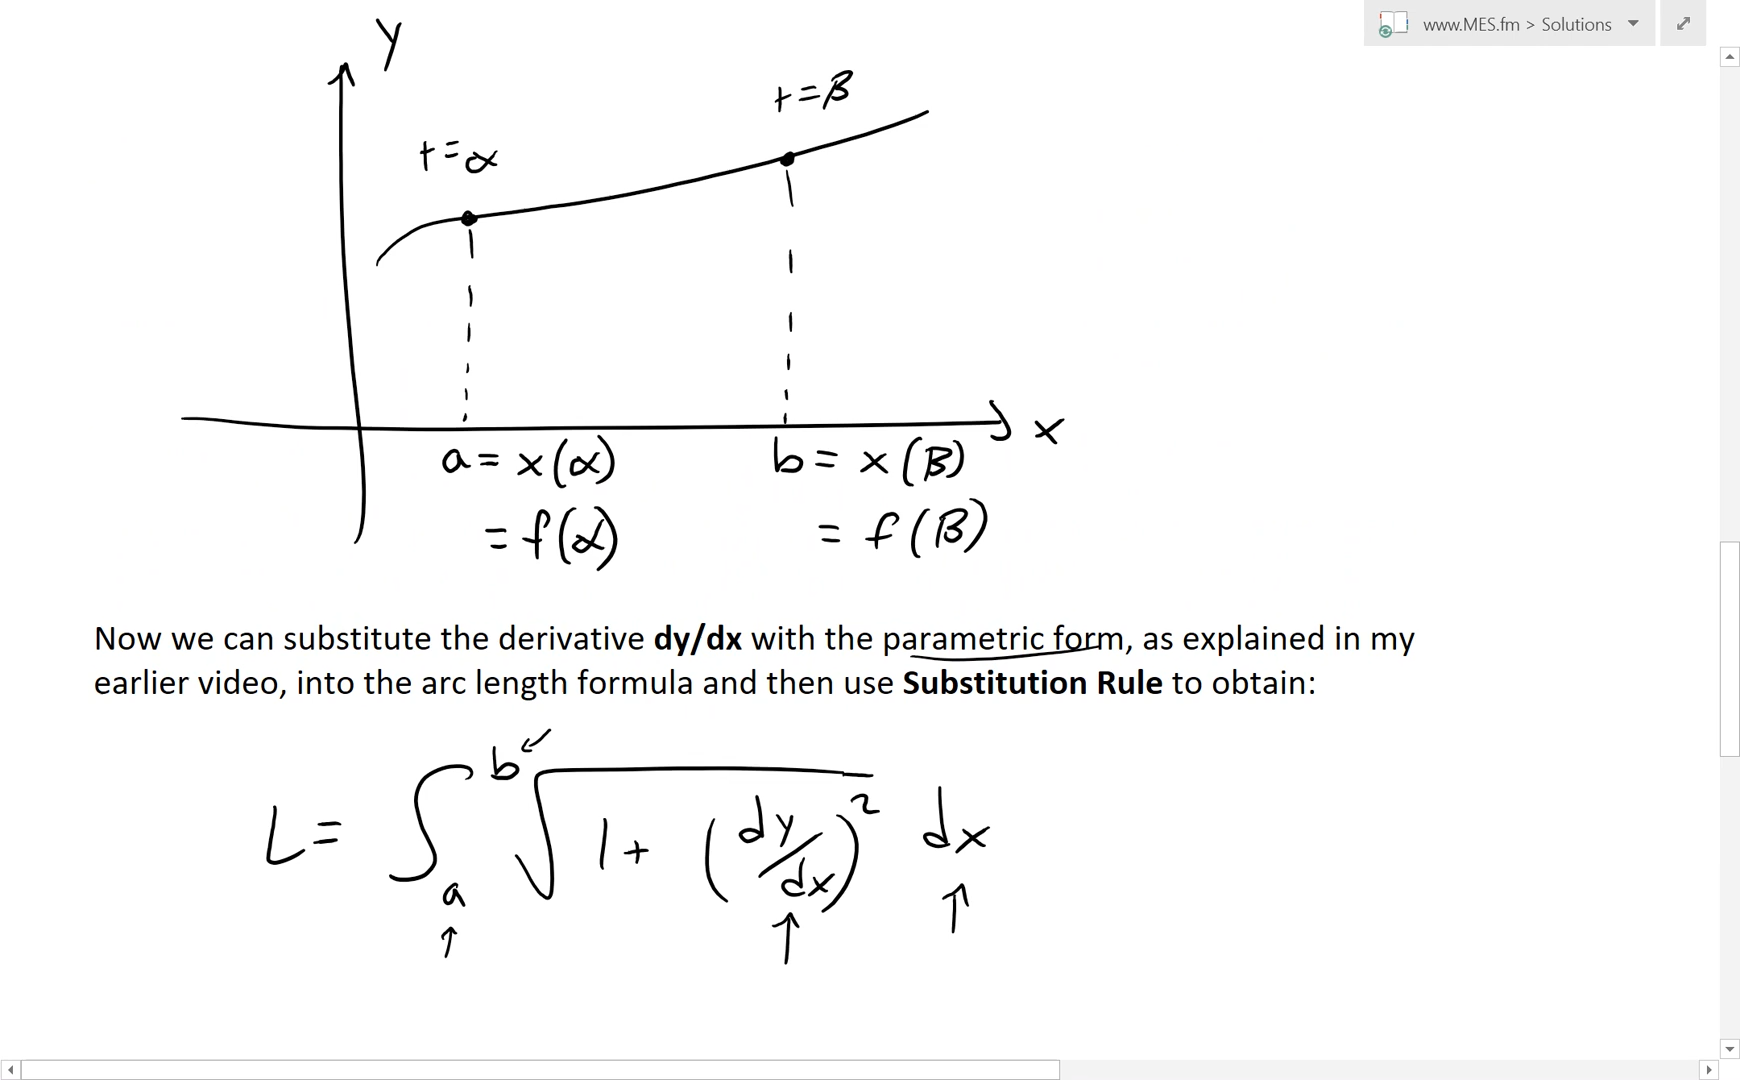 www.MES.fm > Solutions
y
t=β
t=α
x
a = x(α)
b = x(β)
= f(α)
= f(β)
Now we can substitute the derivative dy/dx with the parametric form, as explained in my
earlier video, into the arc length formula and then use Substitution Rule to obtain:
L = ∫_a^b √(1 + (dy/dx)²) dx